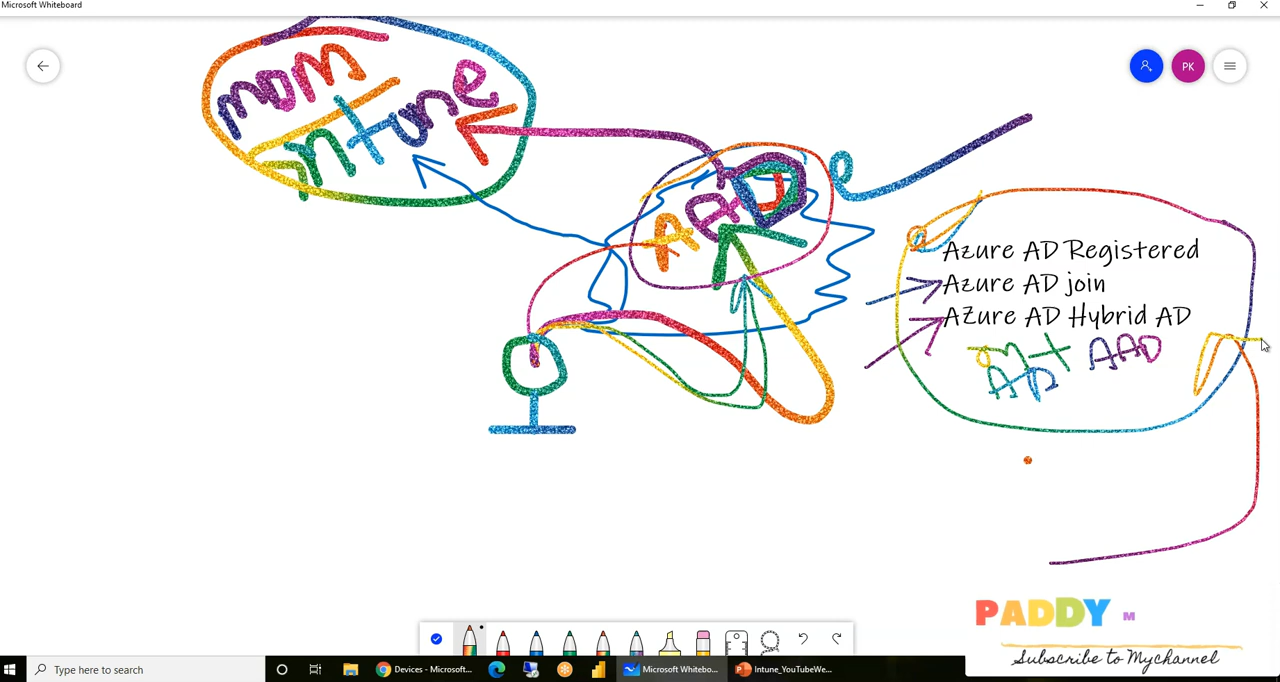 Microsoft Whiteboard
PK
mom
intune
AAD
Azure AD Registered
Azure AD join
Azure AD Hybrid AD
AAD
AD
PADDY M
Subscribe to Mychannel
Type here to search
Devices - Microsoft...
Microsoft Whitebo...
Intune_YouTubeWe...